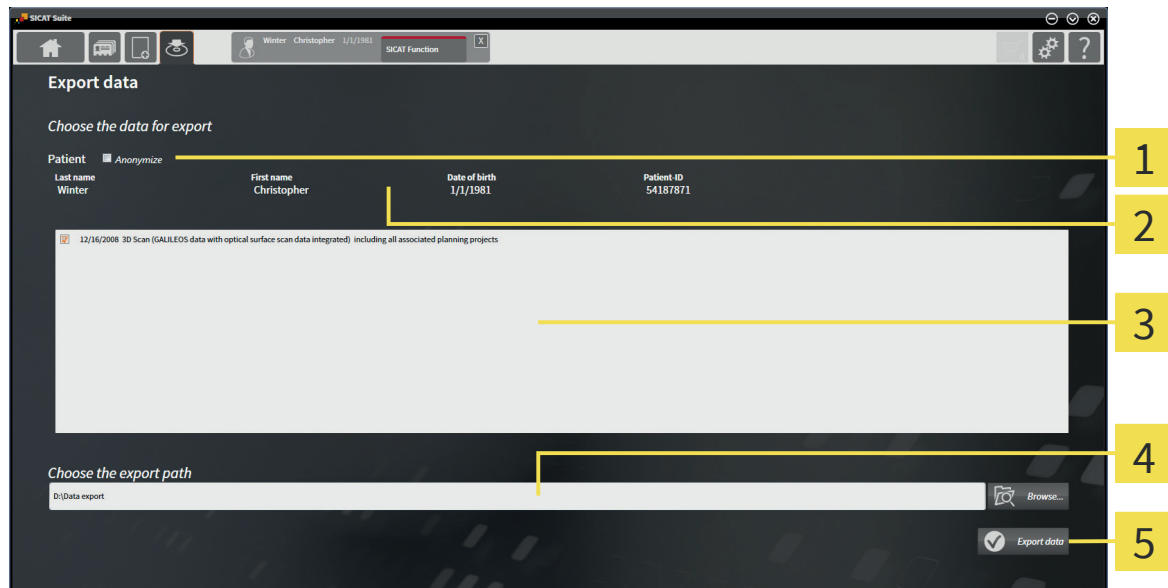 SICAT Suite
Winter Christopher 1/1/1981
SICAT Function
X
?
Export data
Choose the data for export
Patient Anonymize
1
Last name First name Date of birth Patient-ID
Winter Christopher 1/1/1981 54187871
2
12/16/2008 3D Scan (GALILEOS data with optical surface scan data integrated) including all associated planning projects
3
Choose the export path
4
D:\Data export
Browse...
Export data
5